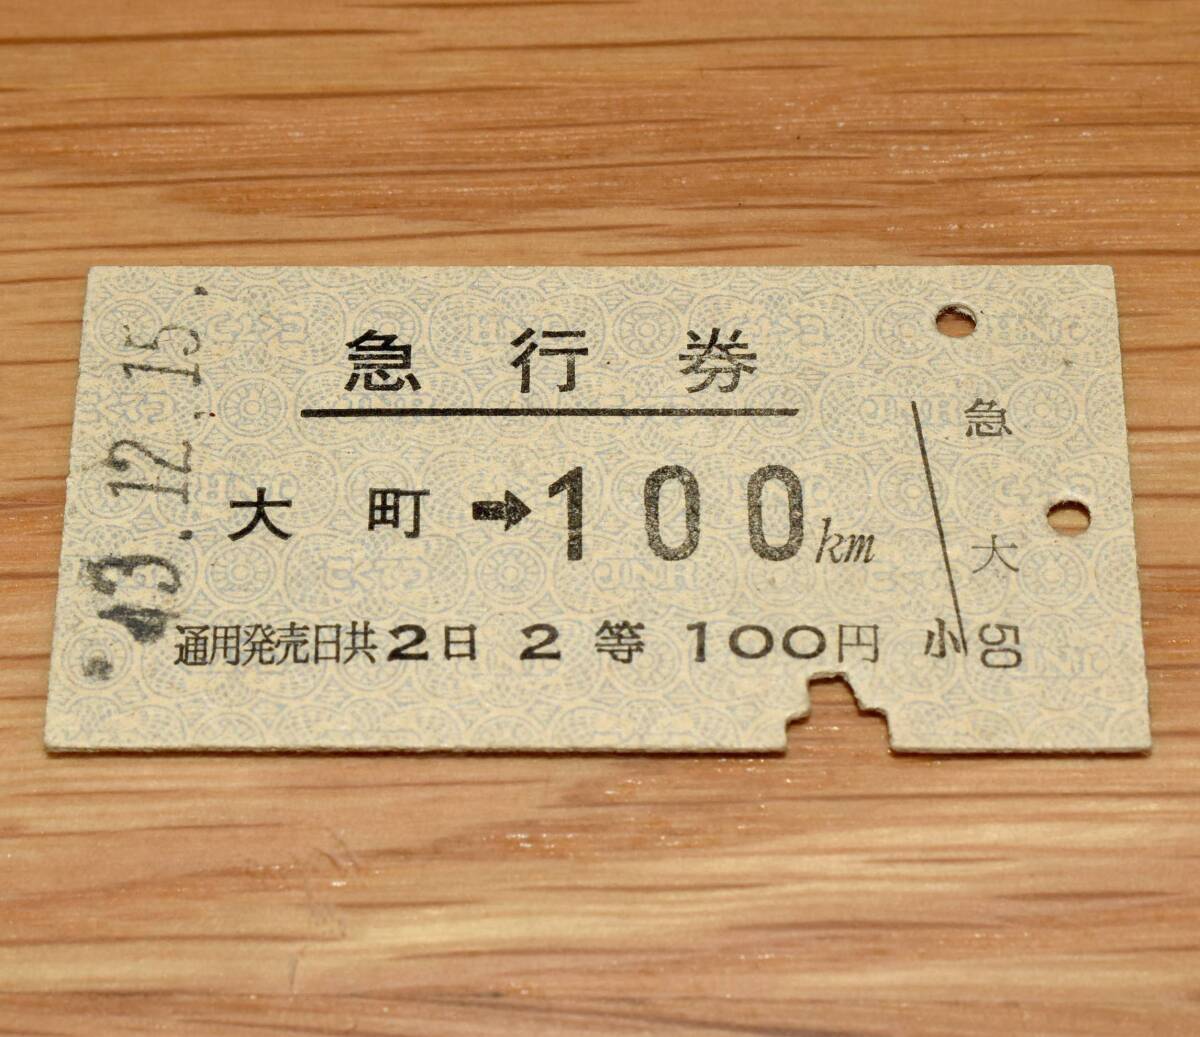 急行券
大町➡100km
通用発売日共2日 2等 100円
小
急
大
50
43.12.15.